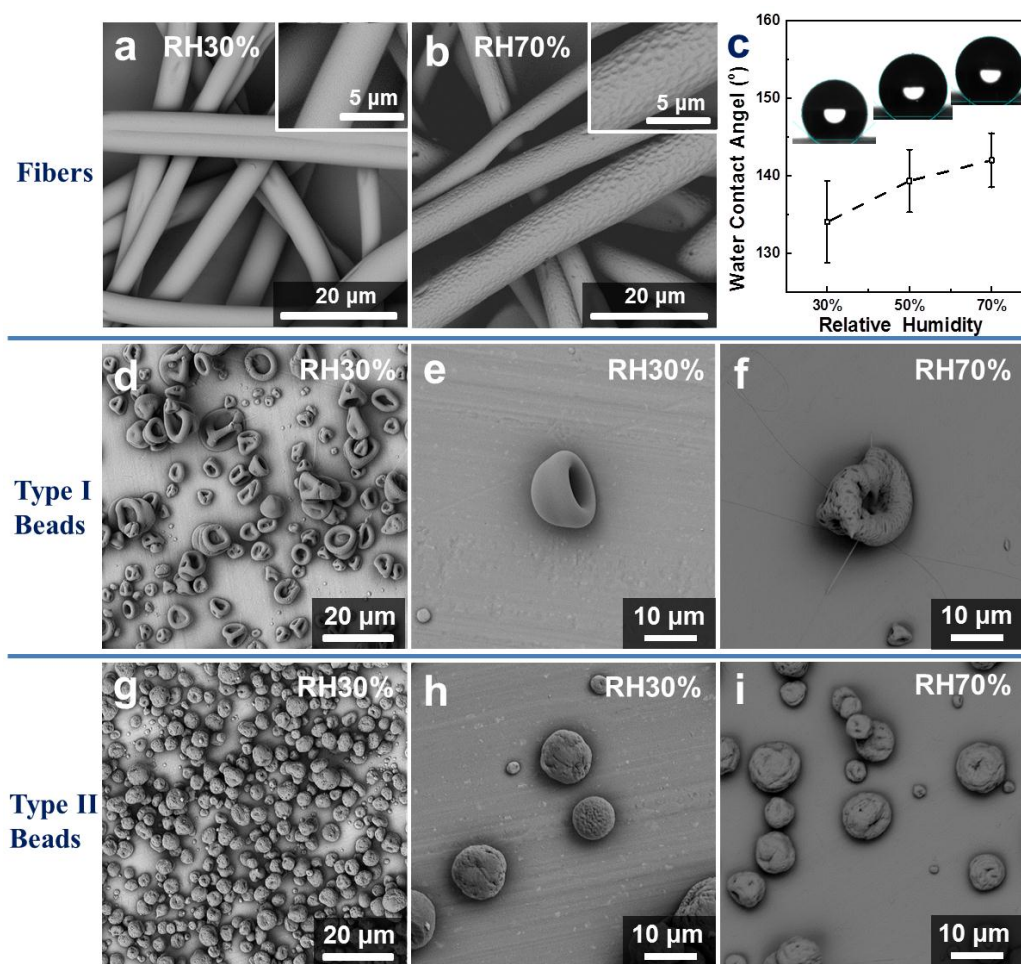 a RH30%
5 µm
20 µm
b RH70%
5 µm
20 µm
c
160
150
140
130
Water Contact Angel (°)
30% 50% 70%
Relative Humidity
Fibers
d RH30%
20 µm
e RH30%
10 µm
f RH70%
10 µm
Type I
Beads
g RH30%
20 µm
h RH30%
10 µm
i RH70%
10 µm
Type II
Beads